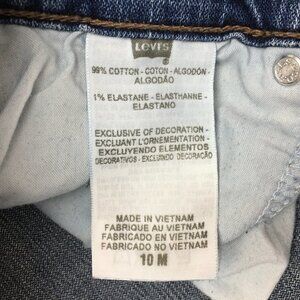 LEVI'S
99% COTTON - COTON - ALGODÓN -
ALGODÃO
1% ELASTANE - ELASTHANNE -
ELASTANO
EXCLUSIVE OF DECORATION -
EXCLUANT L'ORNEMENTATION -
EXCLUYENDO ELEMENTOS
DECORATIVOS - EXCLUINDO DECORAÇÃO
MADE IN VIETNAM
FABRIQUE AU VIETNAM
FABRICADO EN VIETNAM
FABRICADO NO VIETNAM
10 M